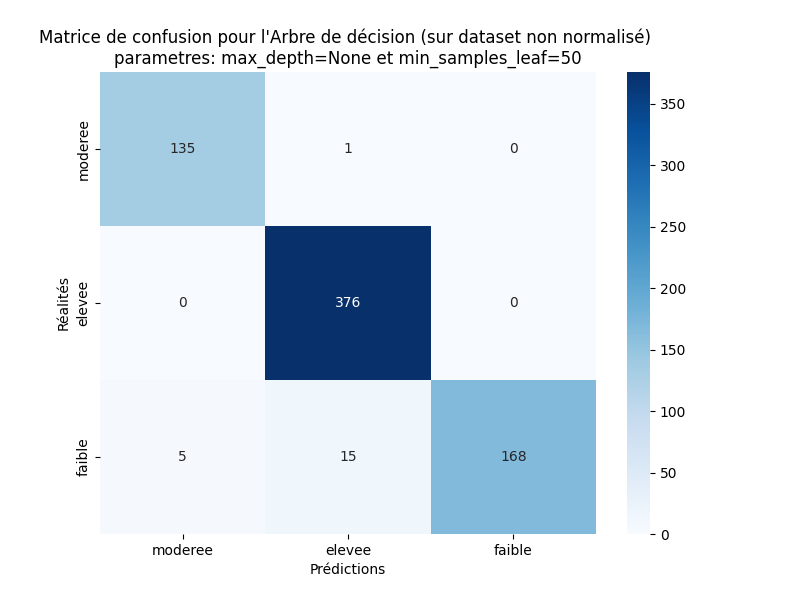 Matrice de confusion pour l'Arbre de décision (sur dataset non normalisé)
parametres: max_depth=None et min_samples_leaf=50
moderee
135
1
0
elevee
0
376
0
faible
5
15
168
Réalités
moderee
elevee
faible
Prédictions
350
300
250
200
150
100
50
0